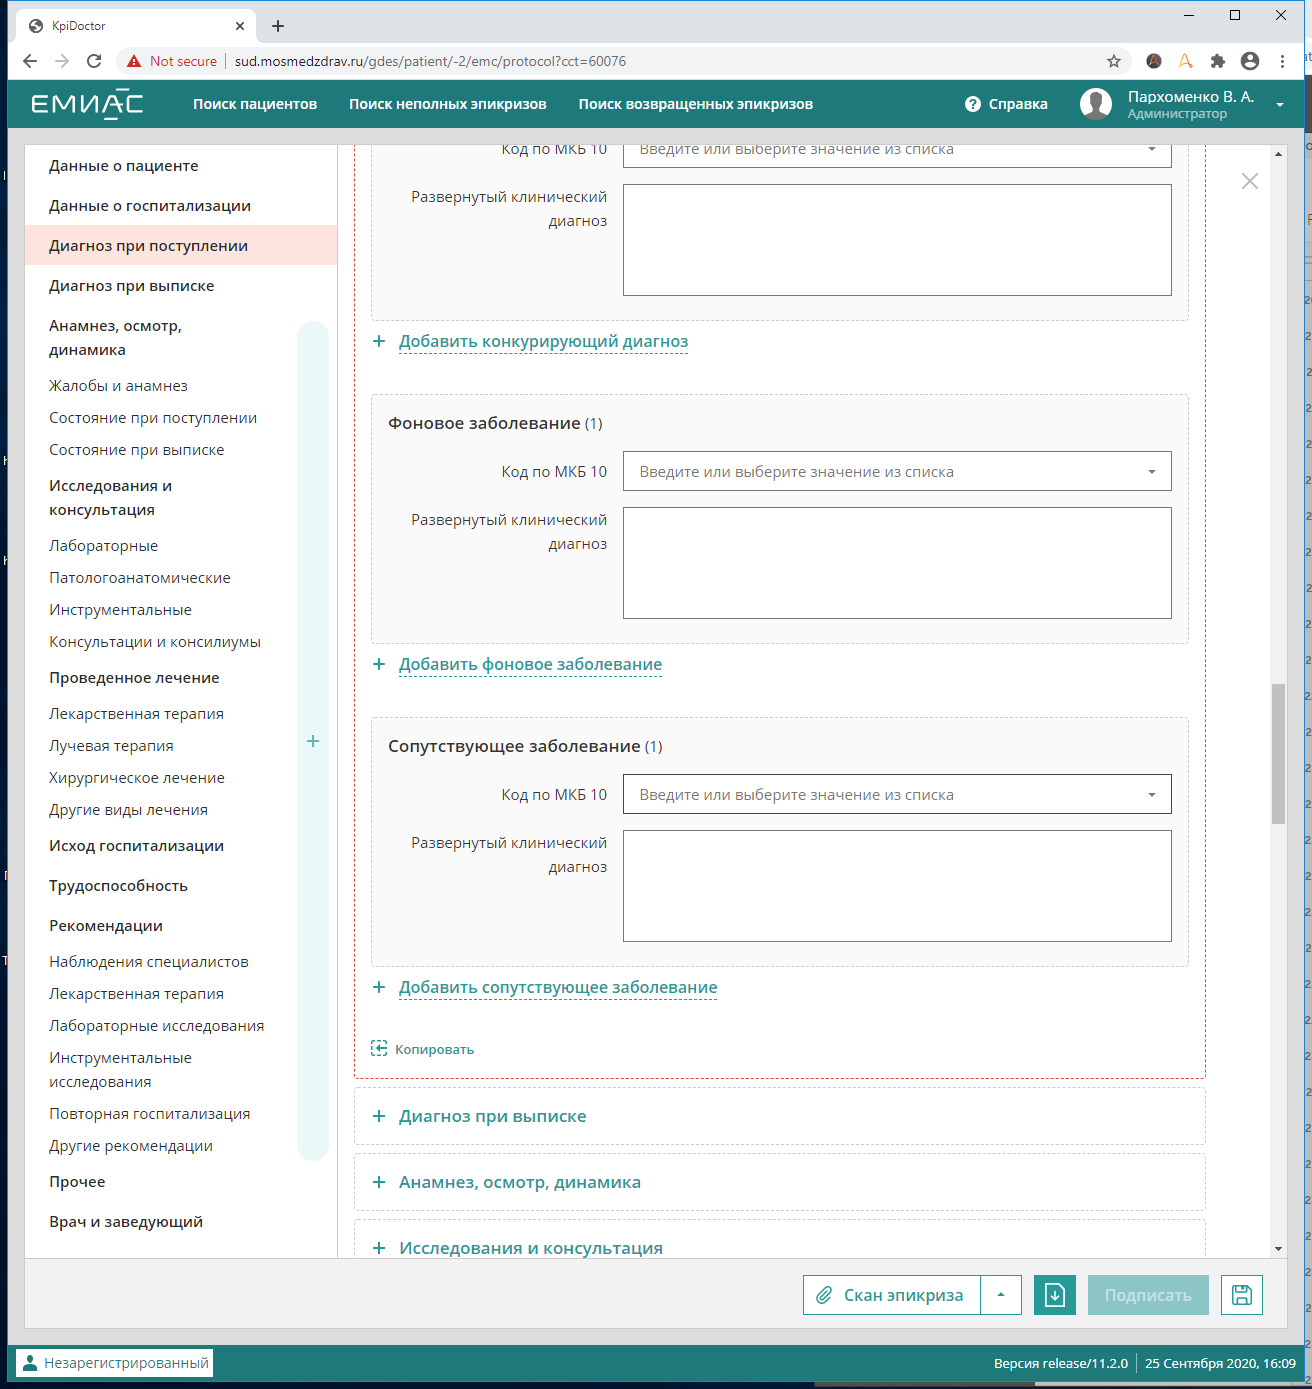 KpiDoctor
Not secure
sud.mosmedzdrav.ru/gdes/patient/-2/emc/protocol?cct=60076
ЕМИАС
Поиск пациентов
Поиск неполных эпикризов
Поиск возвращенных эпикризов
? Справка
Пархоменко В. А.
Администратор
Данные о пациенте
Данные о госпитализации
Диагноз при поступлении
Диагноз при выписке
Анамнез, осмотр,
динамика
Жалобы и анамнез
Состояние при поступлении
Состояние при выписке
Исследования и
консультация
Лабораторные
Патологоанатомические
Инструментальные
Консультации и консилиумы
Проведенное лечение
Лекарственная терапия
Лучевая терапия
Хирургическое лечение
Другие виды лечения
Исход госпитализации
Трудоспособность
Рекомендации
Наблюдения специалистов
Лекарственная терапия
Лабораторные исследования
Инструментальные
исследования
Повторная госпитализация
Другие рекомендации
Прочее
Врач и заведующий
Код по МКБ 10
Введите или выберите значение из списка
Развернутый клинический
диагноз
+ Добавить конкурирующий диагноз
Фоновое заболевание (1)
Код по МКБ 10
Введите или выберите значение из списка
Развернутый клинический
диагноз
+ Добавить фоновое заболевание
Сопутствующее заболевание (1)
Код по МКБ 10
Введите или выберите значение из списка
Развернутый клинический
диагноз
+ Добавить сопутствующее заболевание
Копировать
+ Диагноз при выписке
+ Анамнез, осмотр, динамика
+ Исследования и консультация
Скан эпикриза
Подписать
Незарегистрированный
Версия release/11.2.0
25 Сентября 2020, 16:09